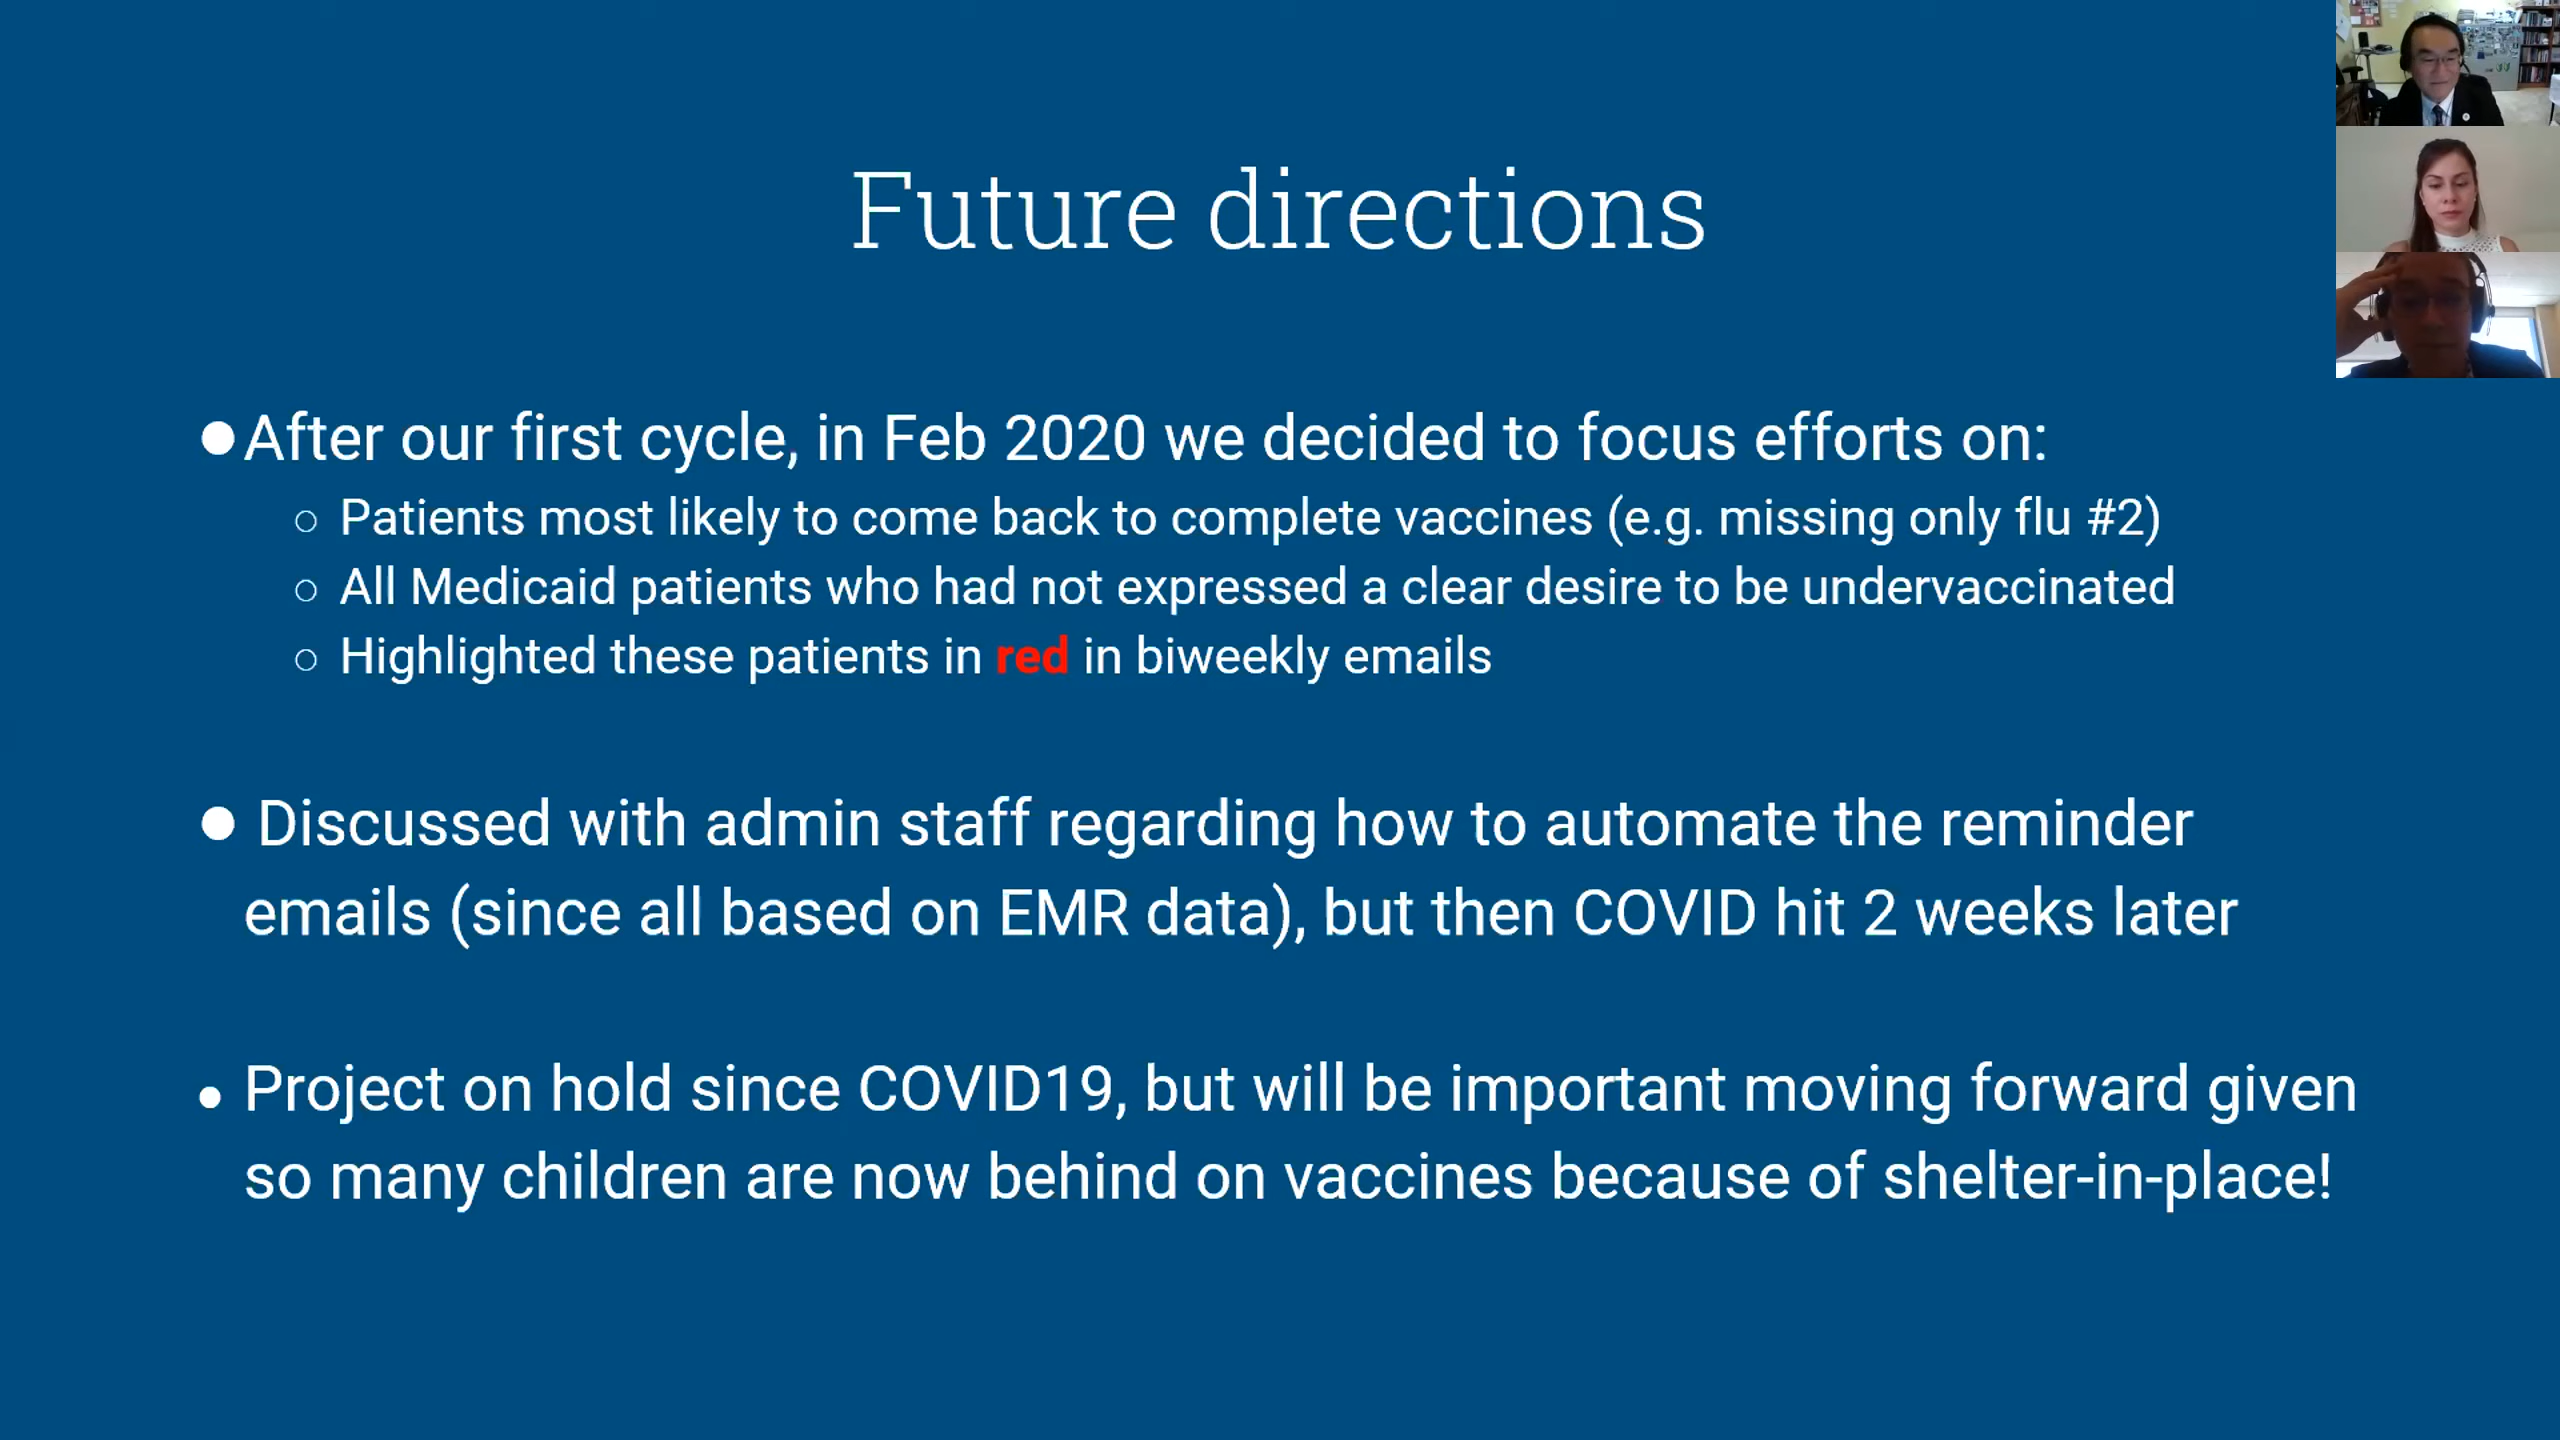 Future directions
●After our first cycle, in Feb 2020 we decided to focus efforts on:
○ Patients most likely to come back to complete vaccines (e.g. missing only flu #2)
○ All Medicaid patients who had not expressed a clear desire to be undervaccinated
○ Highlighted these patients in red in biweekly emails
● Discussed with admin staff regarding how to automate the reminder
emails (since all based on EMR data), but then COVID hit 2 weeks later
● Project on hold since COVID19, but will be important moving forward given
so many children are now behind on vaccines because of shelter-in-place!